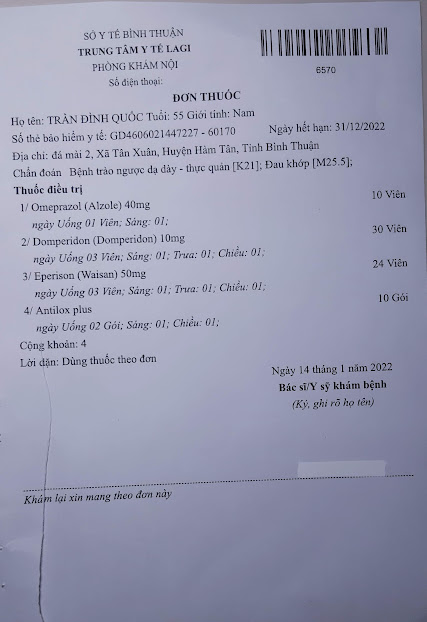 SỞ Y TẾ BÌNH THUẬN
TRUNG TÂM Y TẾ LAGI
PHÒNG KHÁM NỘI
Số điện thoại:
6570
ĐƠN THUỐC
Họ tên: TRẦN ĐÌNH QUỐC Tuổi: 55 Giới tính: Nam
Số thẻ bảo hiểm y tế: GD4606021447227 - 60170 Ngày hết hạn: 31/12/2022
Địa chỉ: đá mài 2, Xã Tân Xuân, Huyện Hàm Tân, Tỉnh Bình Thuận
Chẩn đoán Bệnh trào ngược dạ dày - thực quản [K21]; Đau khớp [M25.5];
Thuốc điều trị
1/ Omeprazol (Alzole) 40mg 10 Viên
ngày Uống 01 Viên; Sáng: 01;
2/ Domperidon (Domperidon) 10mg 30 Viên
ngày Uống 03 Viên; Sáng: 01; Trưa: 01; Chiều: 01;
3/ Eperison (Waisan) 50mg 24 Viên
ngày Uống 03 Viên; Sáng: 01; Trưa: 01; Chiều: 01;
4/ Antilox plus 10 Gói
ngày Uống 02 Gói; Sáng: 01; Chiều: 01;
Cộng khoản: 4
Lời dặn: Dùng thuốc theo đơn
Ngày 14 tháng 1 năm 2022
Bác sĩ/Y sỹ khám bệnh
(Ký, ghi rõ họ tên)
Khám lại xin mang theo đơn này